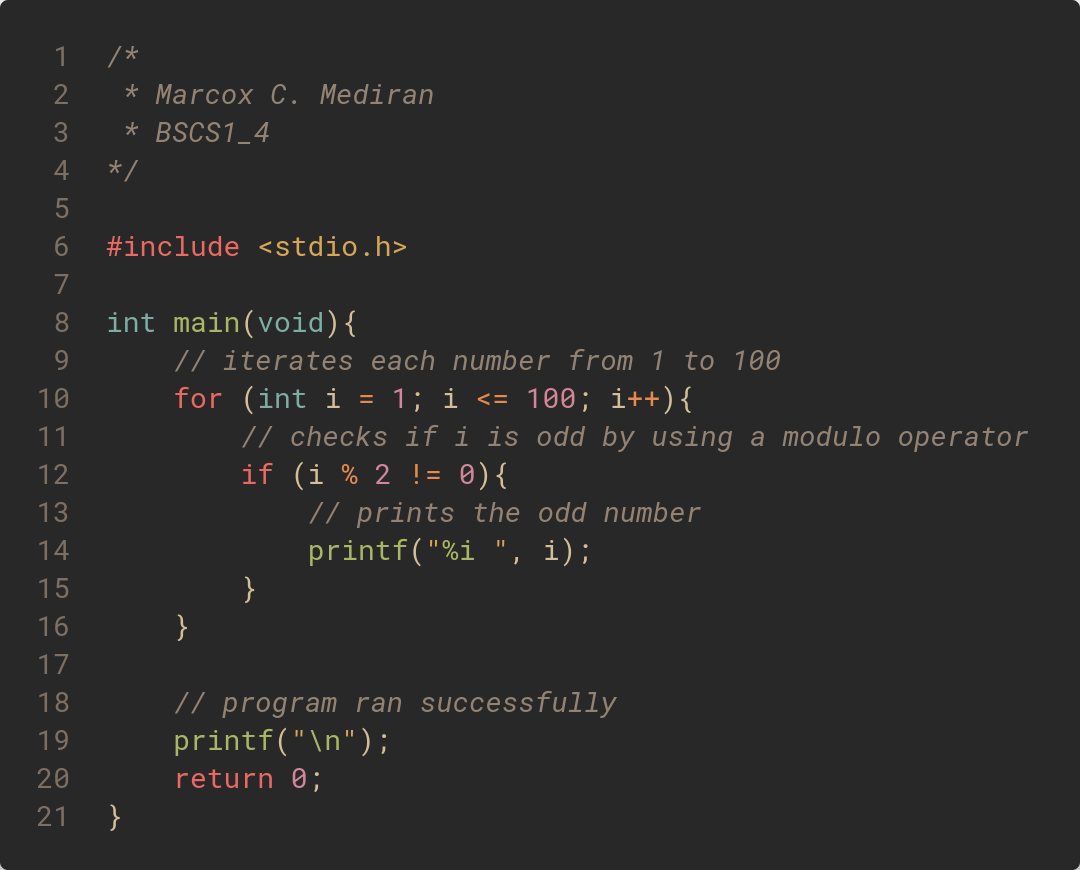 1 /*
2  * Marcox C. Mediran
3  * BSCS1_4
4 */
5
6 #include <stdio.h>
7
8 int main(void){
9     // iterates each number from 1 to 100
10     for (int i = 1; i <= 100; i++){
11         // checks if i is odd by using a modulo operator
12         if (i % 2 != 0){
13             // prints the odd number
14             printf("%i ", i);
15         }
16     }
17
18     // program ran successfully
19     printf("\n");
20     return 0;
21 }